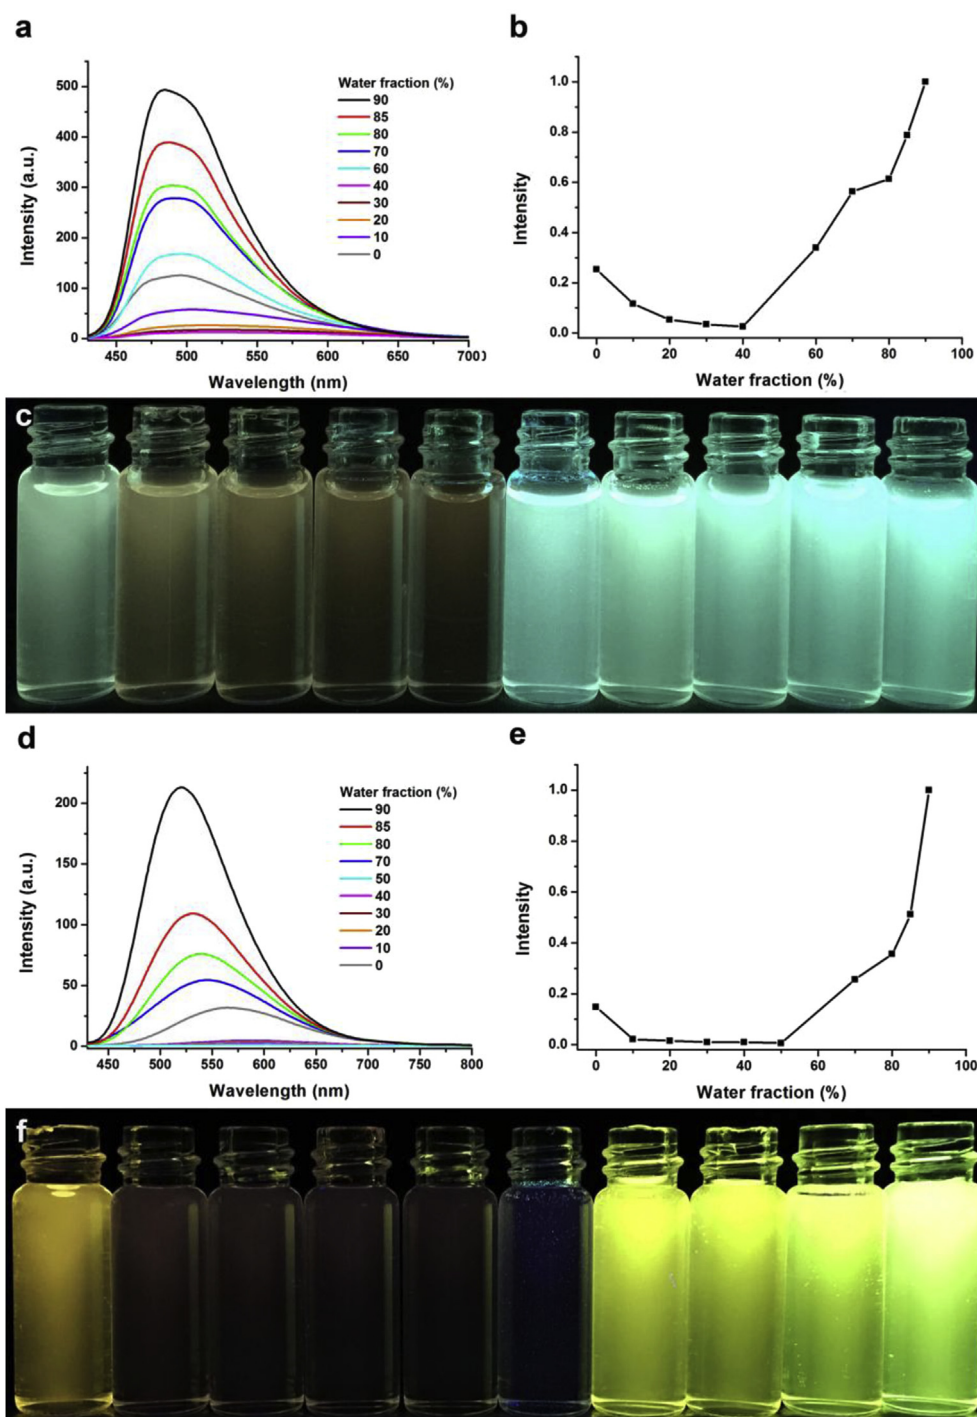 a
b
Water fraction (%)
90
85
80
70
60
40
30
20
10
0
Intensity (a.u.)
500
400
300
200
100
0
450 500 550 600 650 700
Wavelength (nm)
Intensity
1.0
0.8
0.6
0.4
0.2
0.0
0 20 40 60 80 100
Water fraction (%)
c
d
e
Water fraction (%)
90
85
80
70
50
40
30
20
10
0
Intensity (a.u.)
200
150
100
50
0
450 500 550 600 650 700 750 800
Wavelength (nm)
Intensity
1.0
0.8
0.6
0.4
0.2
0.0
0 20 40 60 80 100
Water fraction (%)
f